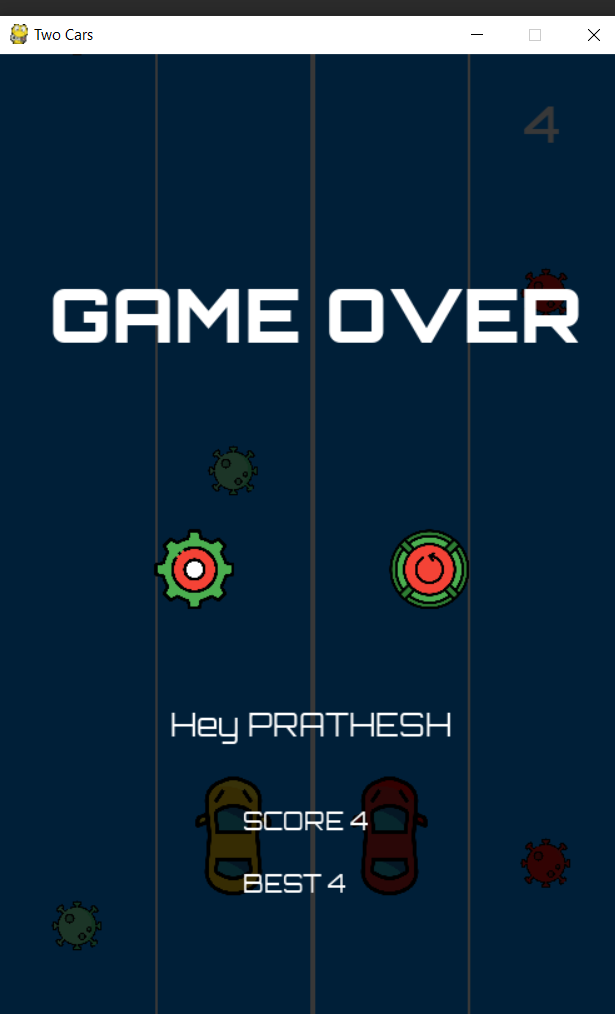 Two Cars
4
GAME OVER
Hey PRATHESH
SCORE 4
BEST 4